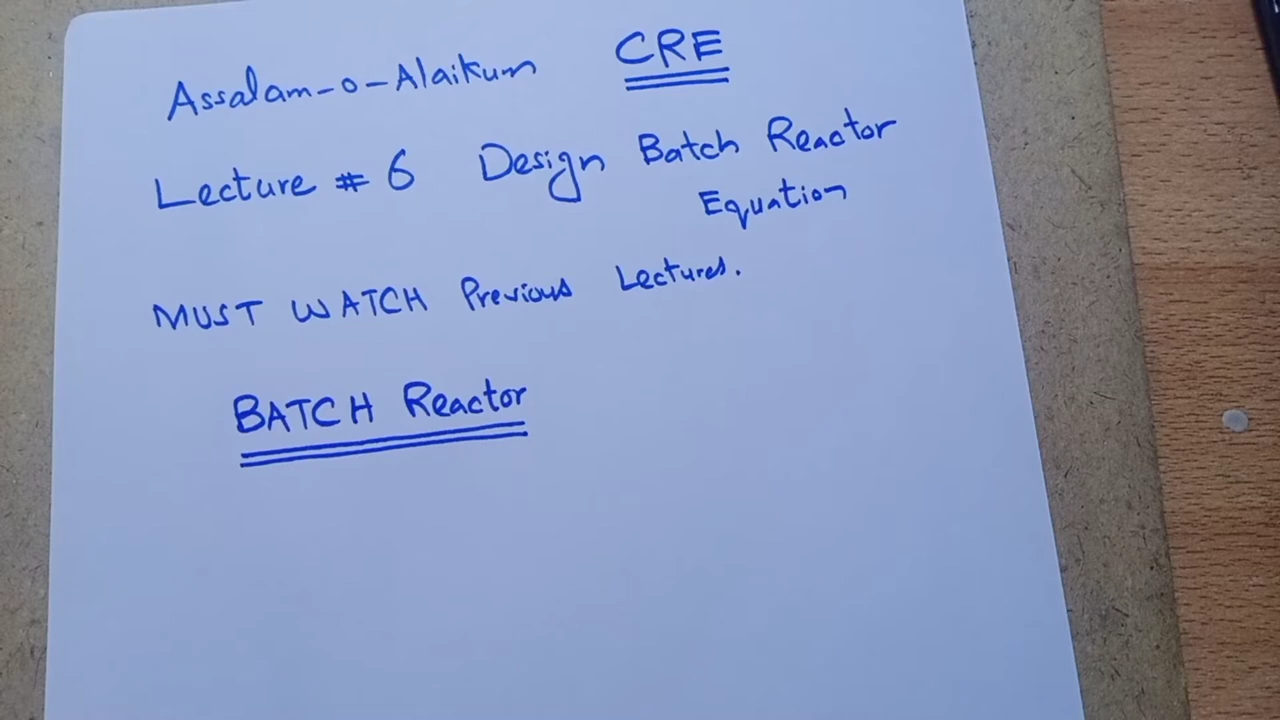 Assalam-o-Alaikum CRE
Lecture # 6 Design Batch Reactor
Equation
MUST WATCH Previous Lectures.
BATCH Reactor